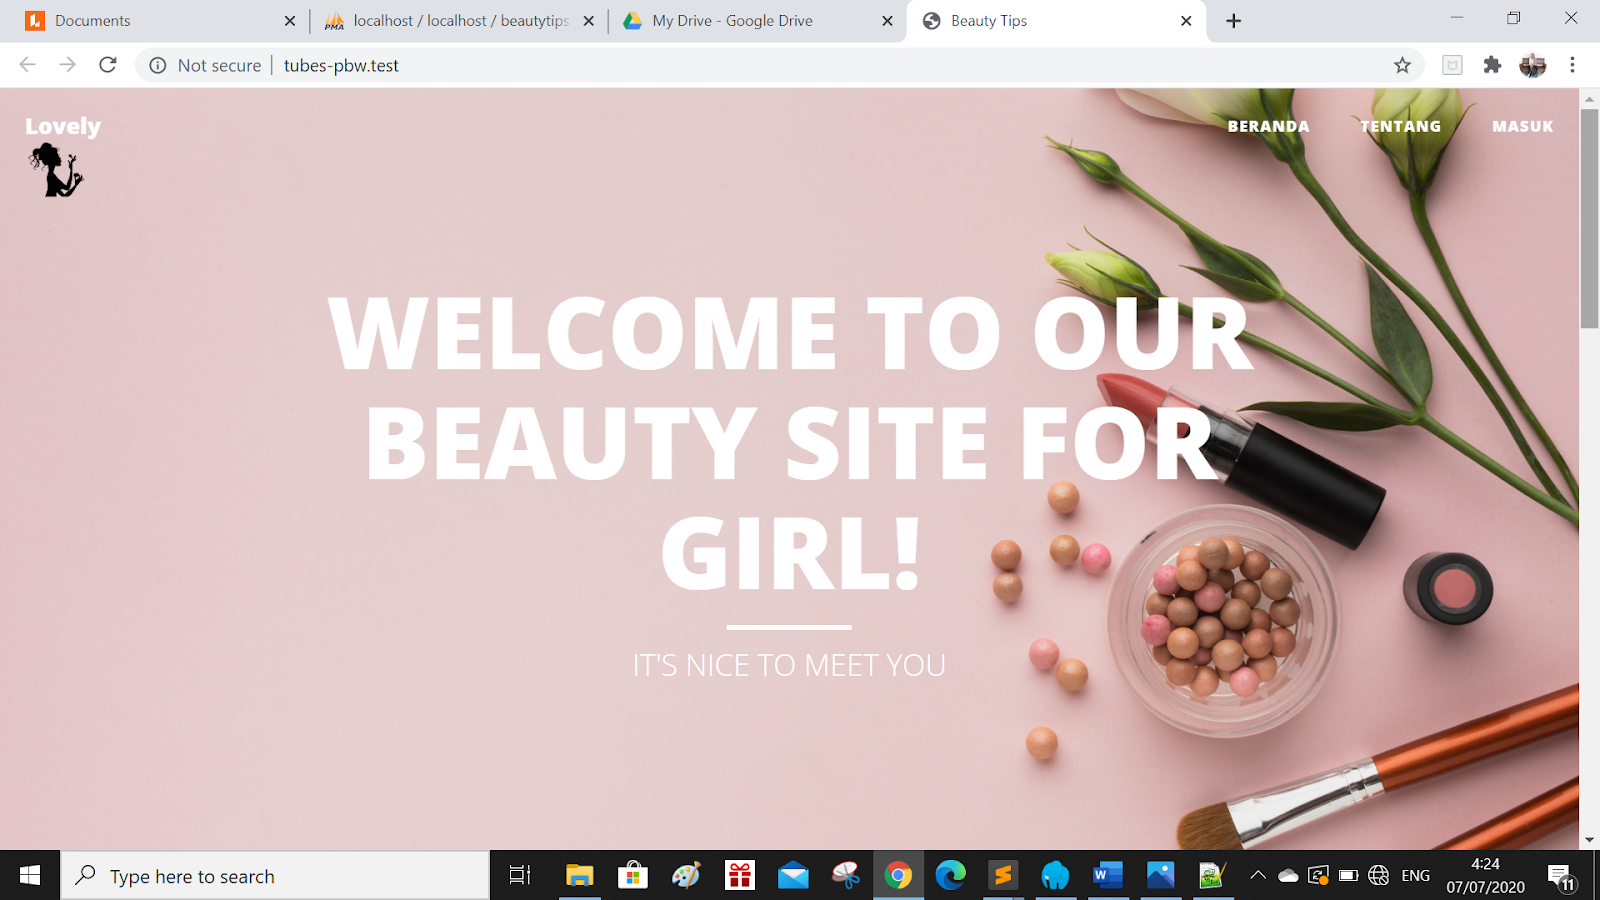 Documents
PMA
localhost / localhost / beautytips
My Drive - Google Drive
Beauty Tips
Not secure
tubes-pbw.test
Lovely
BERANDA
TENTANG
MASUK
WELCOME TO OUR
BEAUTY SITE FOR
GIRL!
IT'S NICE TO MEET YOU
Type here to search
W
ENG
4:24
07/07/2020
11